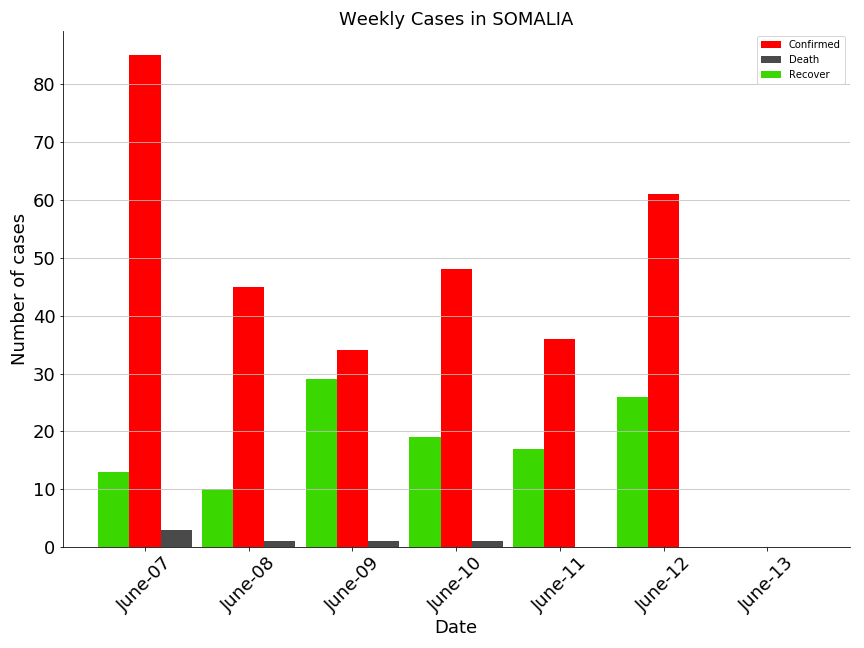 Weekly Cases in SOMALIA
Confirmed
Death
Recover
Number of cases
80
70
60
50
40
30
20
10
0
June-07
June-08
June-09
June-10
June-11
June-12
June-13
Date